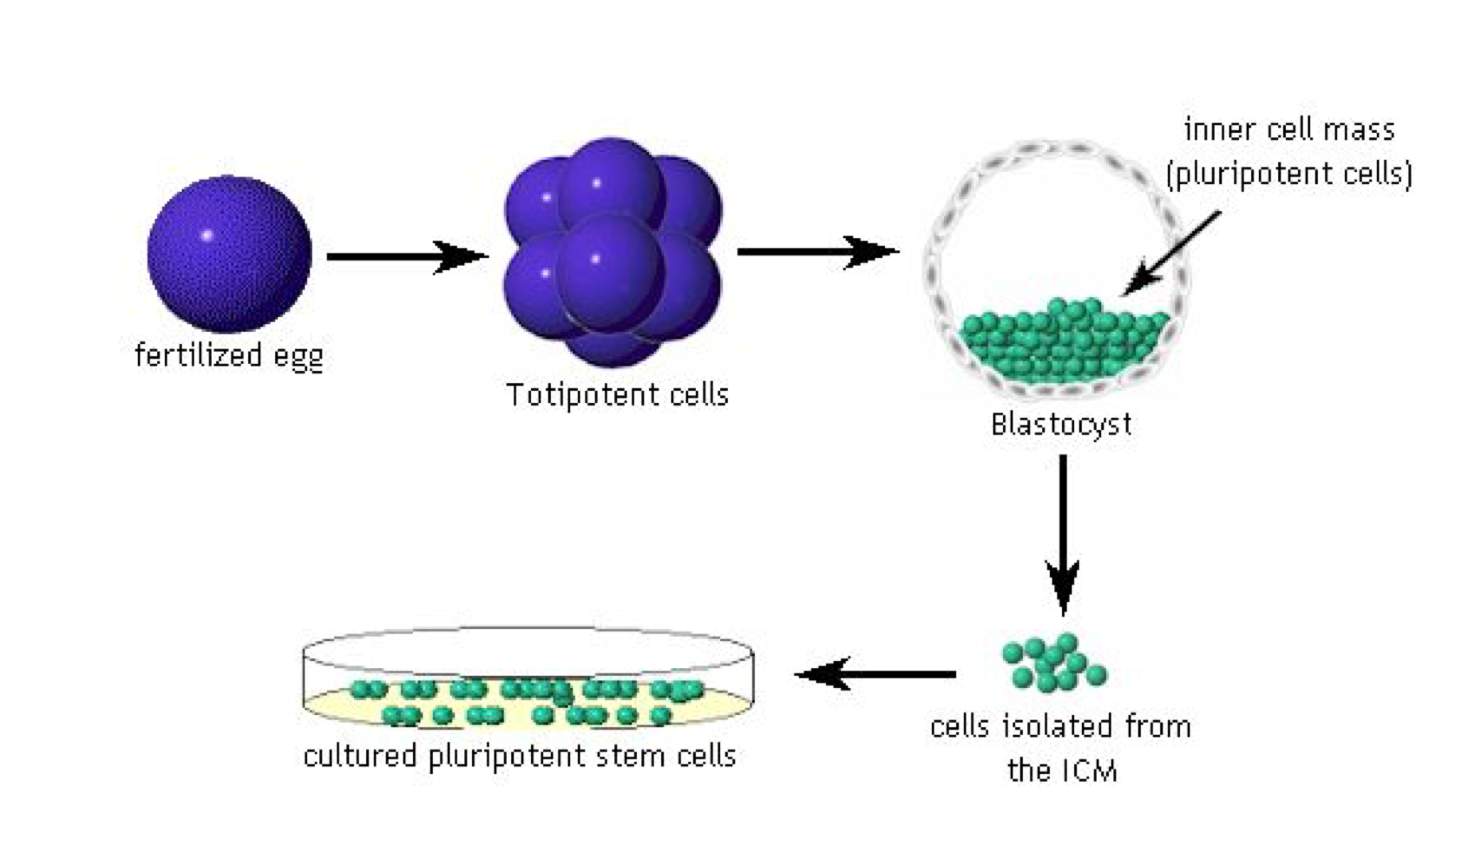 inner cell mass
(pluripotent cells)
fertilized egg
Totipotent cells
Blastocyst
cells isolated from
the ICM
cultured pluripotent stem cells